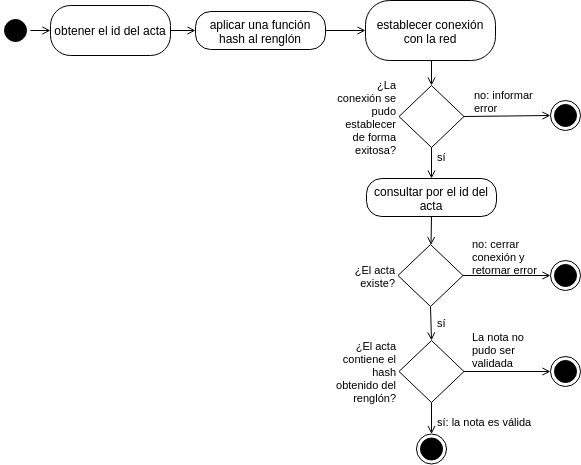 obtener el id del acta
aplicar una función
hash al renglón
establecer conexión
con la red
¿La
conexión se
pudo
establecer
de forma
exitosa?
no: informar
error
sí
consultar por el id del
acta
¿El acta
existe?
no: cerrar
conexión y
retornar error
sí
¿El acta
contiene el
hash
obtenido del
renglón?
La nota no
pudo ser
validada
sí: la nota es válida